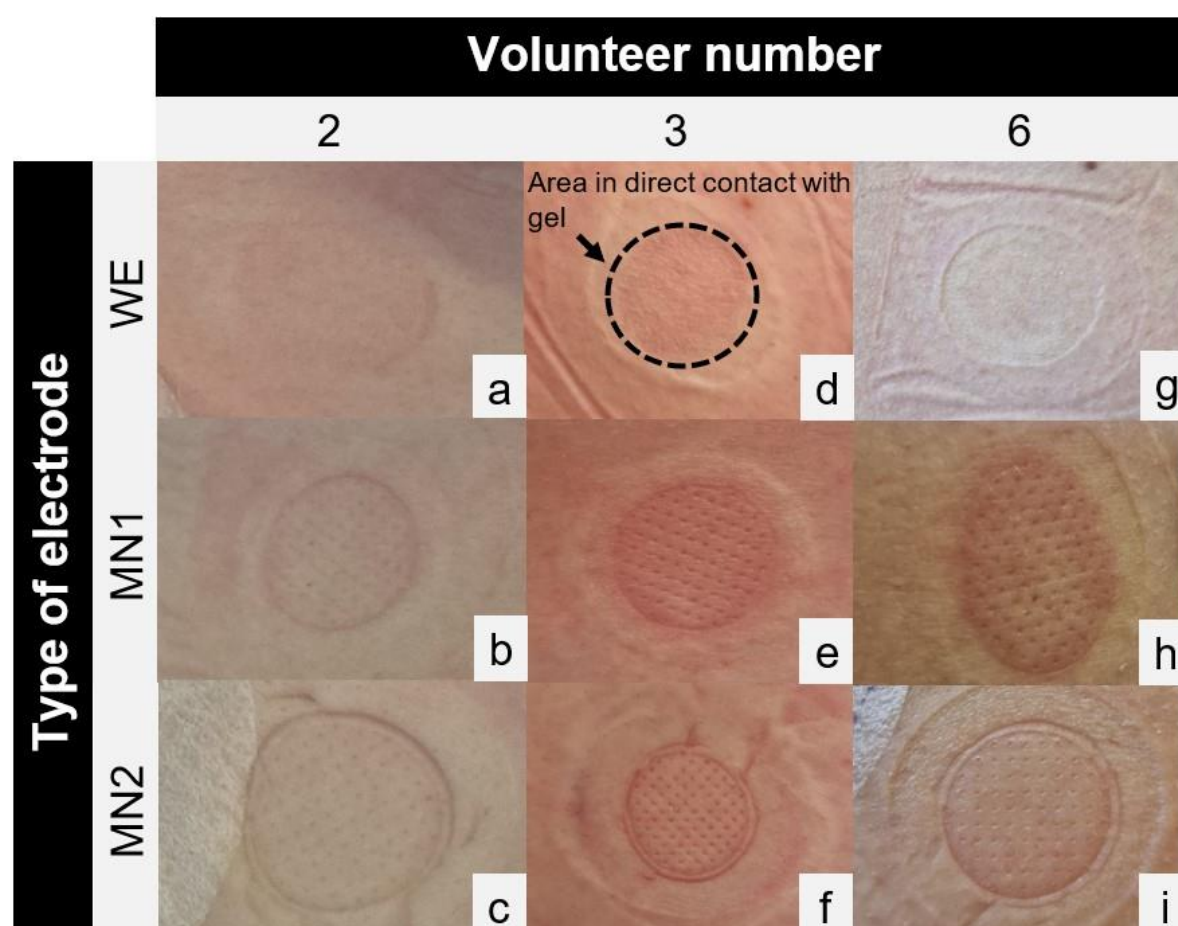 Volunteer number
2 3 6
Type of electrode
WE
Area in direct contact with
gel
a
d
g
MN1
b
e
h
MN2
c
f
i